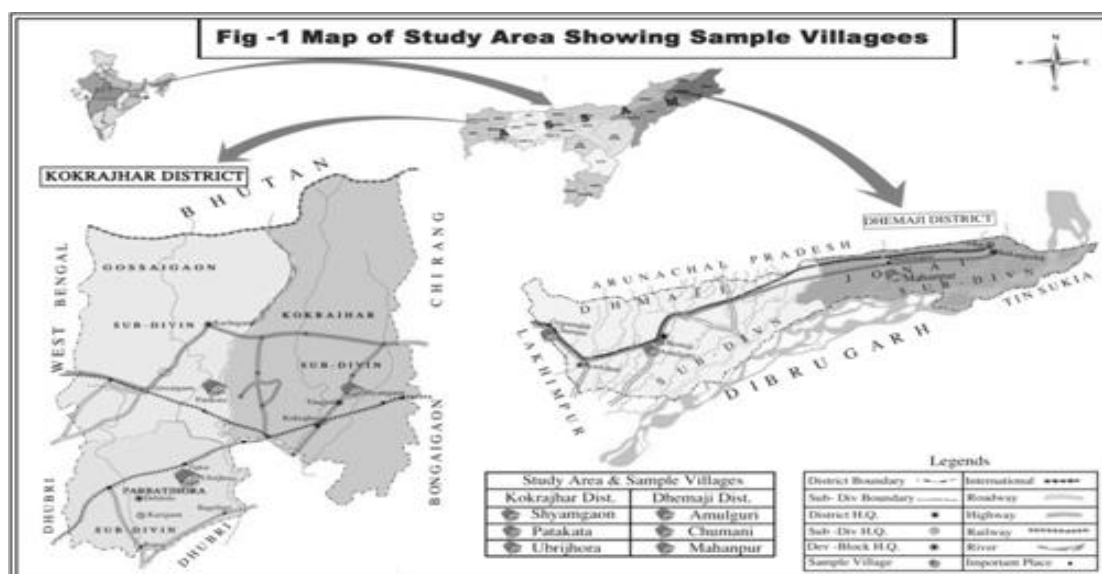 Fig -1 Map of Study Area Showing Sample Villagees
N
S
A S S A M
KOKRAJHAR DISTRICT
BHUTAN
WEST BENGAL
GOSSAIGAON
SUB-DIVIN
KOKRAJHAR
SUB-DIVIN
CHIRANG
BONGAIGAON
DHUBRI
PARBATJHORA
SUB-DIVIN
DHUBRI
Patakata
DHEMAJI DISTRICT
ARUNACHAL PRADESH
JONAI
SUB-DIVN
Mahanpur
TINSUKIA
SUB-DIVN
LAKHIMPUR
DIBRUGARH
Study Area & Sample Villages
Kokrajhar Dist. Dhemaji Dist.
Shyamgaon Amulguri
Patakata Chumani
Ubrijhora Mahanpur
Legends
District Boundary International
Sub- Div Boundary Roadway
District H.Q. Highway
Sub -Div H.Q. Railway
Dev -Block H.Q. River
Sample Village Important Place